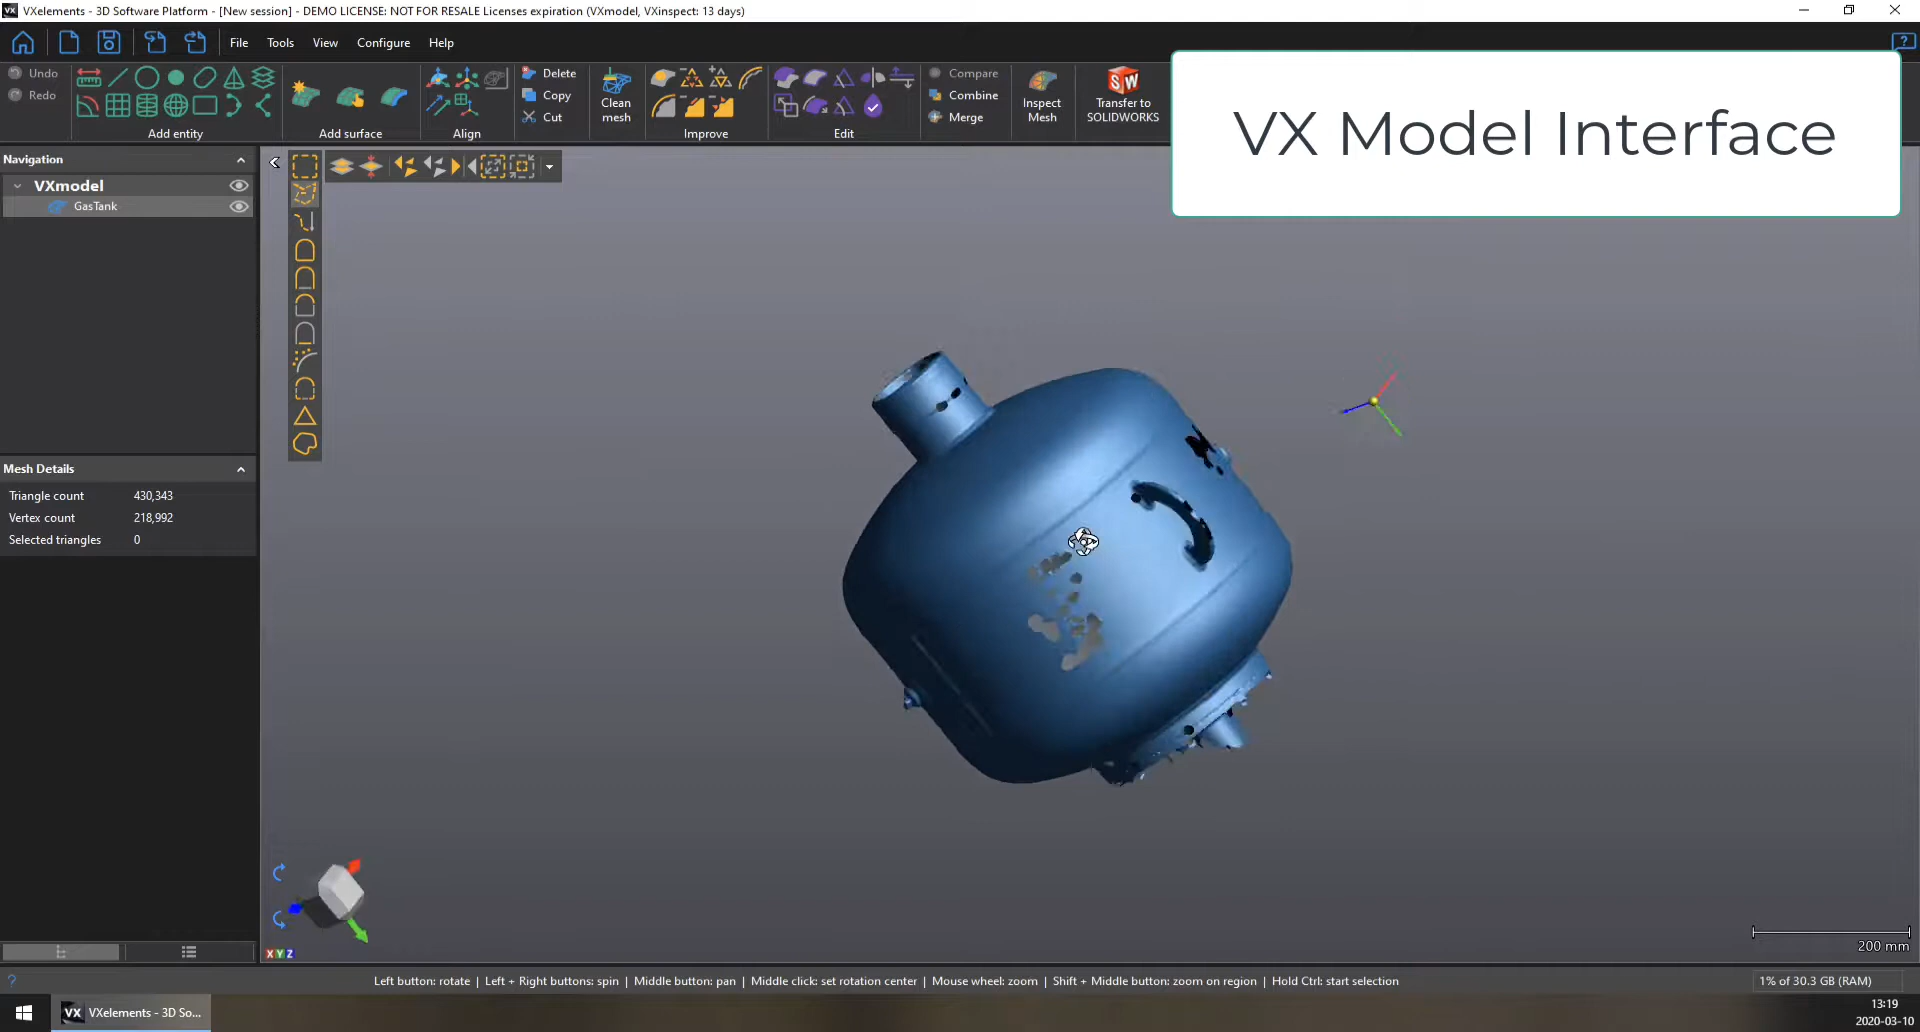 VX VXelements - 3D Software Platform - [New session] - DEMO LICENSE: NOT FOR RESALE Licenses expiration (VXmodel, VXinspect: 13 days)
File Tools View Configure Help
?
Undo
Redo
Add entity
Add surface
Align
Delete
Copy
Cut
Clean
mesh
Improve
Edit
Compare
Combine
Merge
Inspect
Mesh
SW
Transfer to
SOLIDWORKS
VX Model Interface
Navigation
VXmodel
GasTank
Mesh Details
Triangle count 430,343
Vertex count 218,992
Selected triangles 0
X Y Z
200 mm
? Left button: rotate | Left + Right buttons: spin | Middle button: pan | Middle click: set rotation center | Mouse wheel: zoom | Shift + Middle button: zoom on region | Hold Ctrl: start selection 1% of 30.3 GB (RAM)
VX VXelements - 3D So...
13:19
2020-03-10